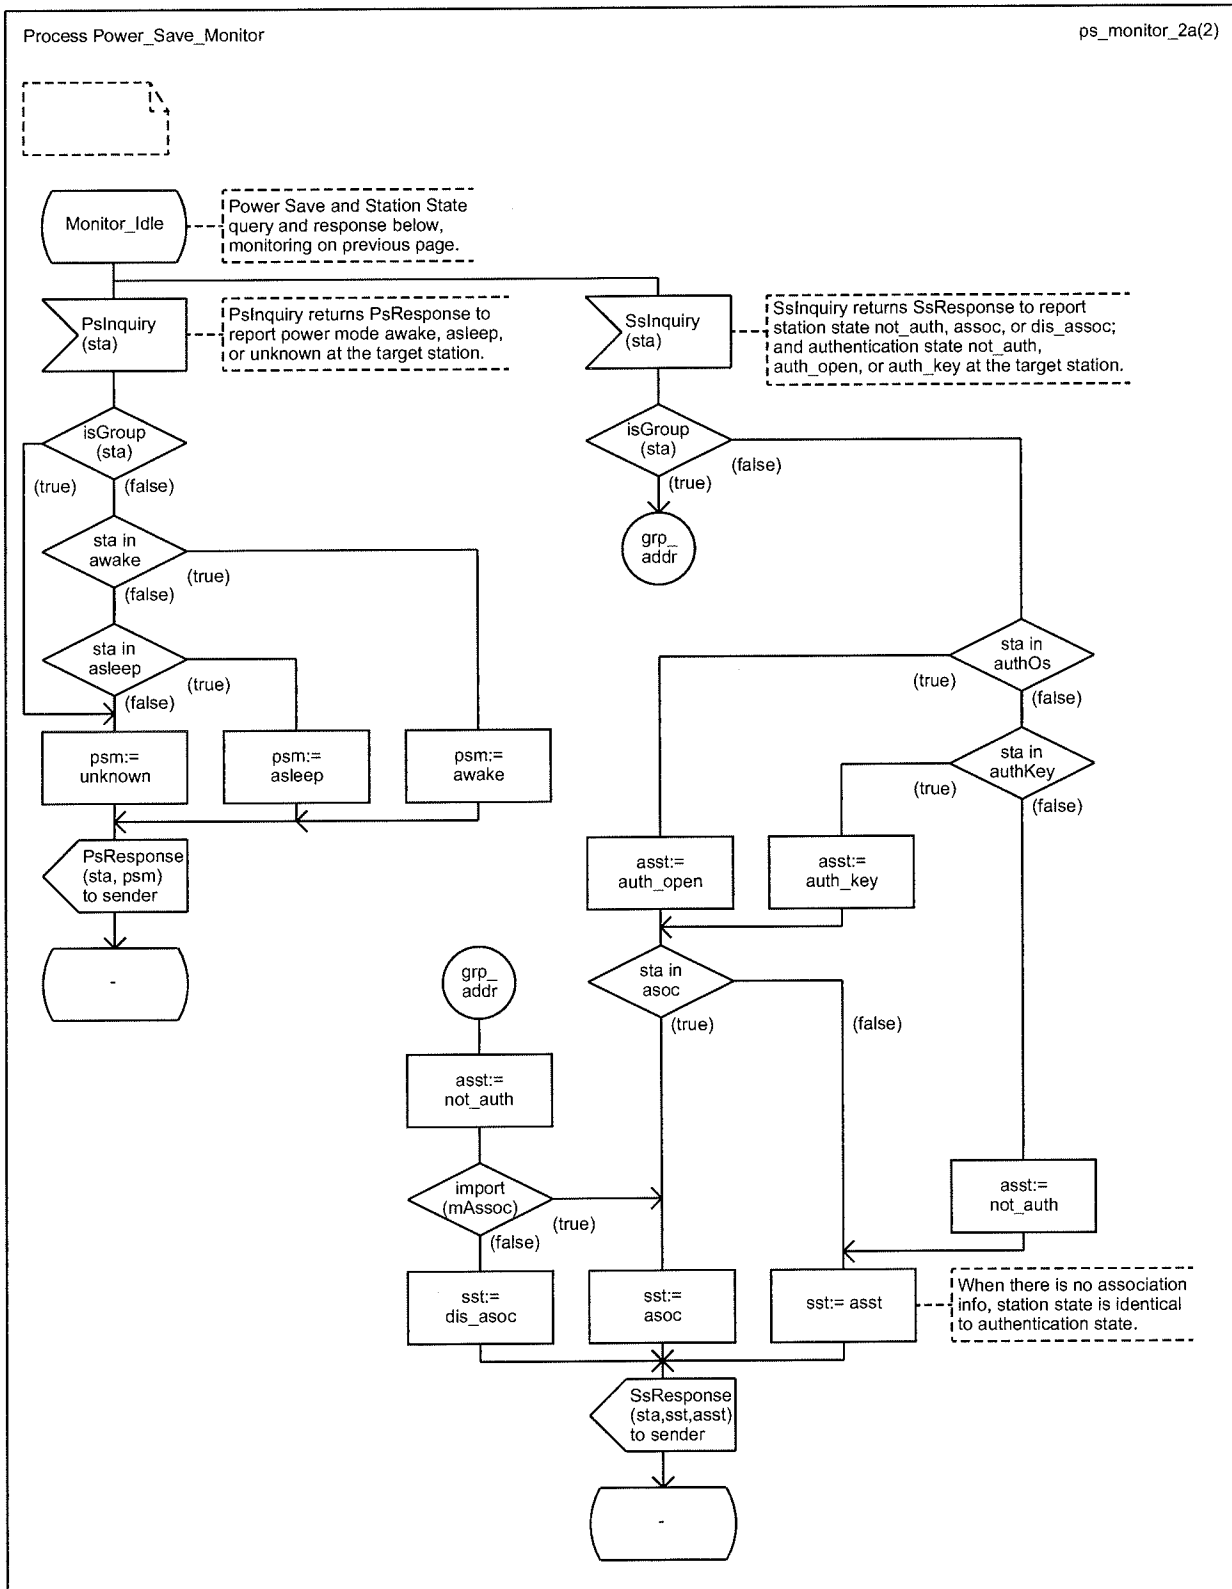 Process Power_Save_Monitor
ps_monitor_2a(2)
Monitor_Idle
Power Save and Station State
query and response below,
monitoring on previous page.
PsInquiry
(sta)
PsInquiry returns PsResponse to
report power mode awake, asleep,
or unknown at the target station.
SsInquiry
(sta)
SsInquiry returns SsResponse to report
station state not_auth, assoc, or dis_assoc;
and authentication state not_auth,
auth_open, or auth_key at the target station.
isGroup
(sta)
(true)
(false)
isGroup
(sta)
(false)
(true)
grp_
addr
sta in
awake
(true)
(false)
sta in
asleep
(true)
(false)
sta in
authOs
(true)
(false)
psm:=
unknown
psm:=
asleep
psm:=
awake
sta in
authKey
(true)
(false)
PsResponse
(sta, psm)
to sender
asst:=
auth_open
asst:=
auth_key
-
grp_
addr
sta in
asoc
(true)
(false)
asst:=
not_auth
import
(mAssoc)
(true)
(false)
asst:=
not_auth
sst:=
dis_asoc
sst:=
asoc
sst:= asst
When there is no association
info, station state is identical
to authentication state.
SsResponse
(sta,sst,asst)
to sender
-